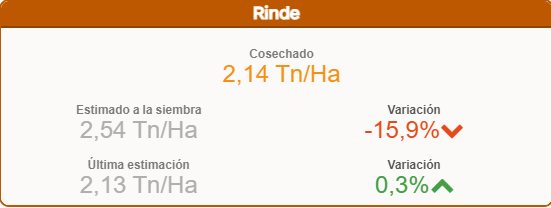 Rinde
Cosechado
2,14 Tn/Ha
Estimado a la siembra Variación
2,54 Tn/Ha -15,9%
Última estimación Variación
2,13 Tn/Ha 0,3%